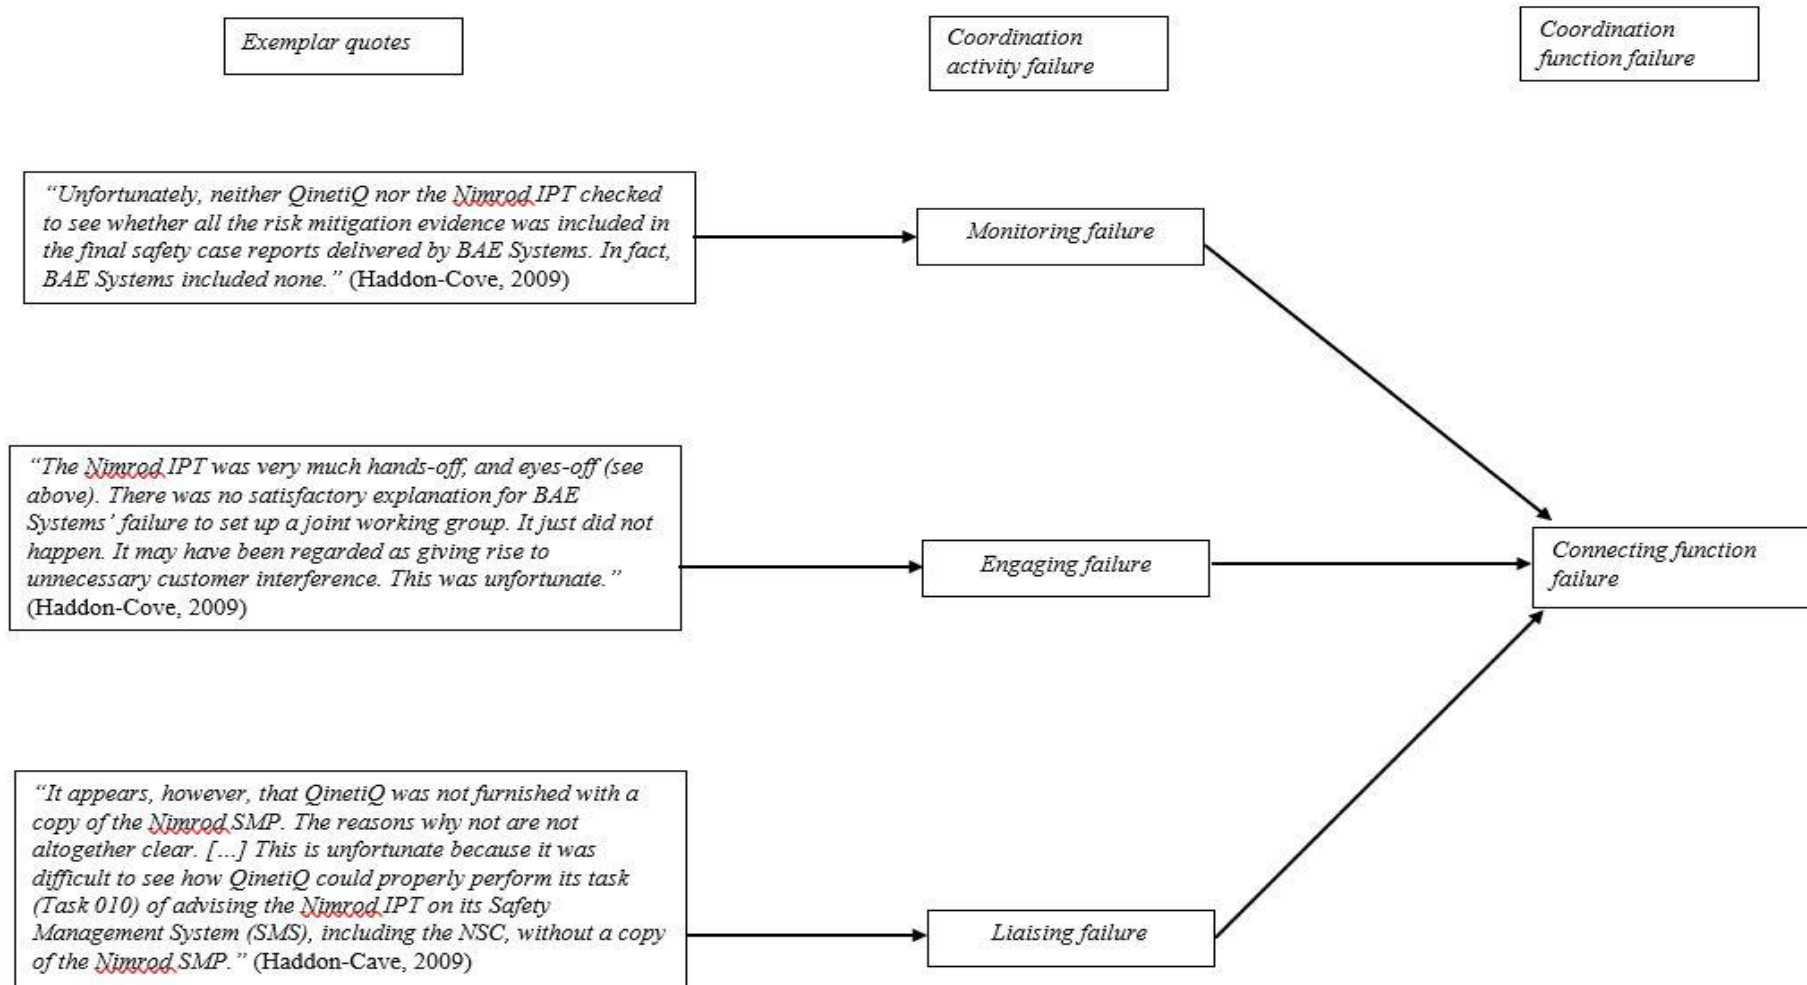 Exemplar quotes
Coordination
activity failure
Coordination
function failure
“Unfortunately, neither QinetiQ nor the Nimrod IPT checked
to see whether all the risk mitigation evidence was included in
the final safety case reports delivered by BAE Systems. In fact,
BAE Systems included none.” (Haddon-Cove, 2009)
Monitoring failure
“The Nimrod IPT was very much hands-off, and eyes-off (see
above). There was no satisfactory explanation for BAE
Systems’ failure to set up a joint working group. It just did not
happen. It may have been regarded as giving rise to
unnecessary customer interference. This was unfortunate.”
(Haddon-Cove, 2009)
Engaging failure
Connecting function
failure
“It appears, however, that QinetiQ was not furnished with a
copy of the Nimrod SMP. The reasons why not are not
altogether clear. […] This is unfortunate because it was
difficult to see how QinetiQ could properly perform its task
(Task 010) of advising the Nimrod IPT on its Safety
Management System (SMS), including the NSC, without a copy
of the Nimrod SMP.” (Haddon-Cave, 2009)
Liaising failure